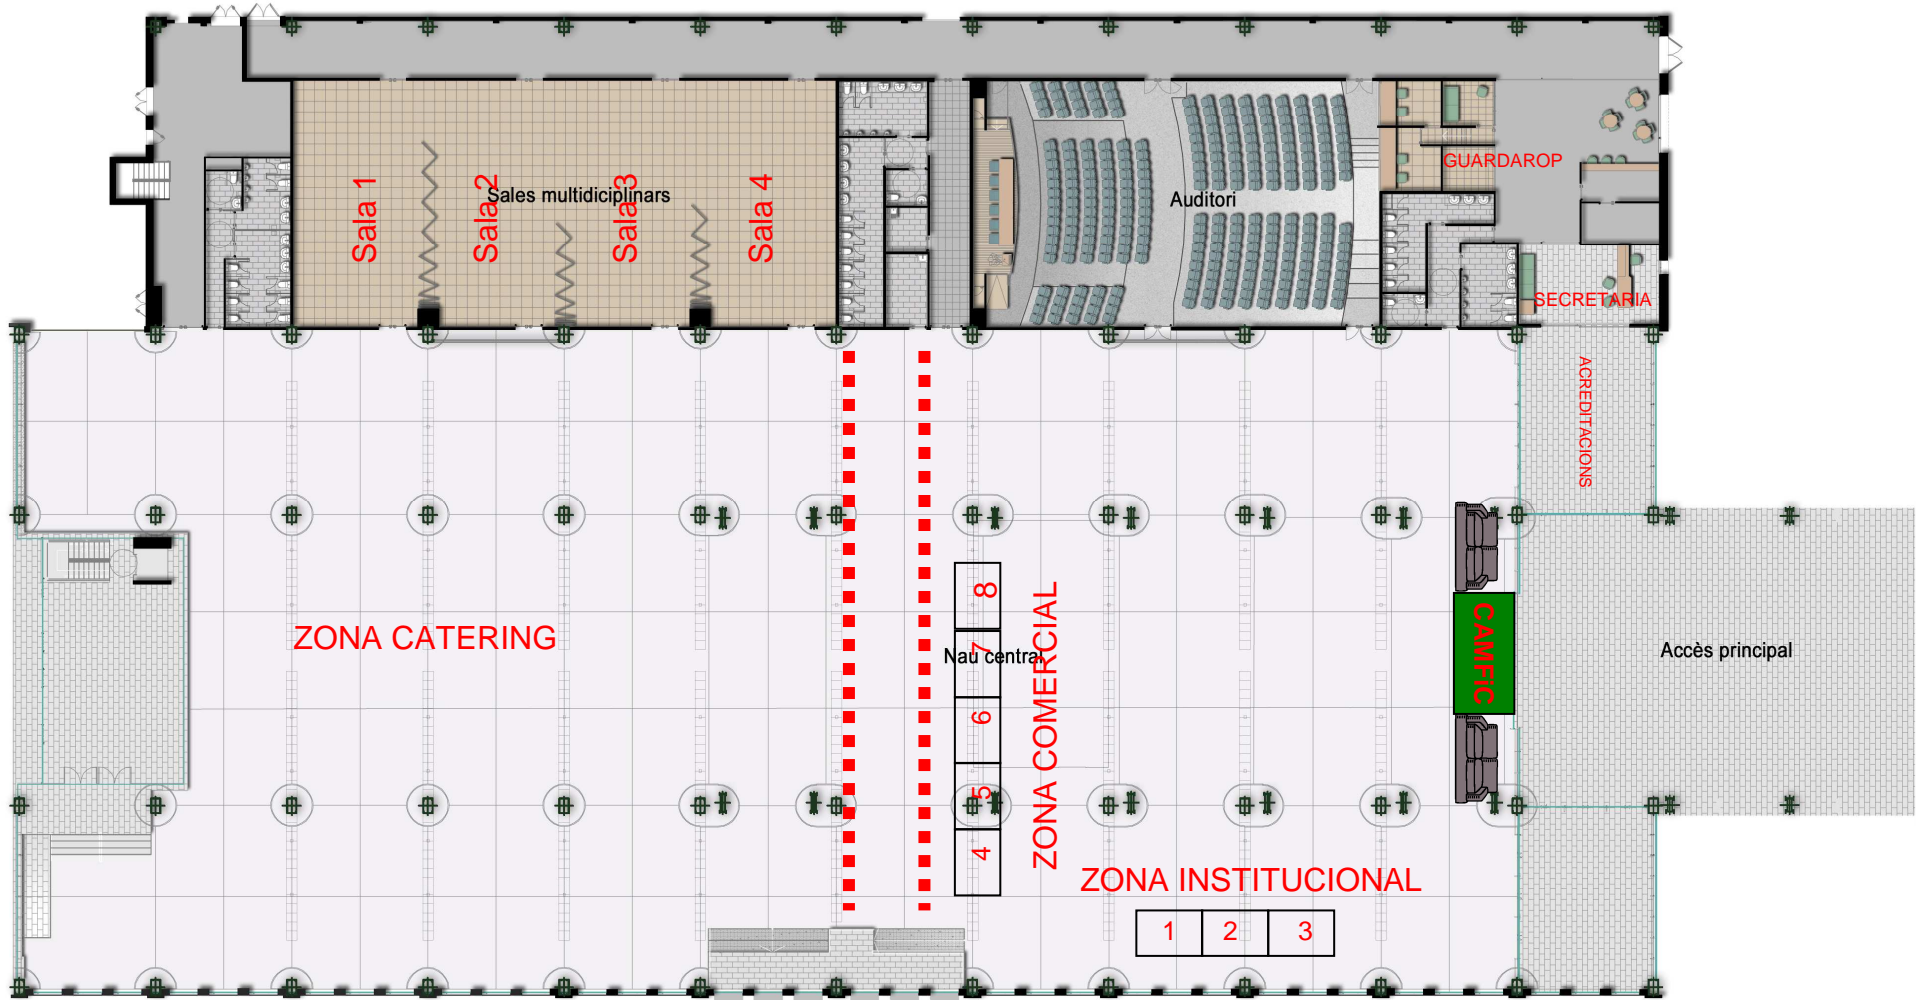 Sala 1
Sala 2
Sales multidiciplinars
Sala 3
Sala 4
Auditori
GUARDAROP
SECRETARIA
ACREDITACIONS
ZONA CATERING
8
7
Nau central
6
5
4
ZONA COMERCIAL
CAMFIC
Accès principal
ZONA INSTITUCIONAL
1
2
3